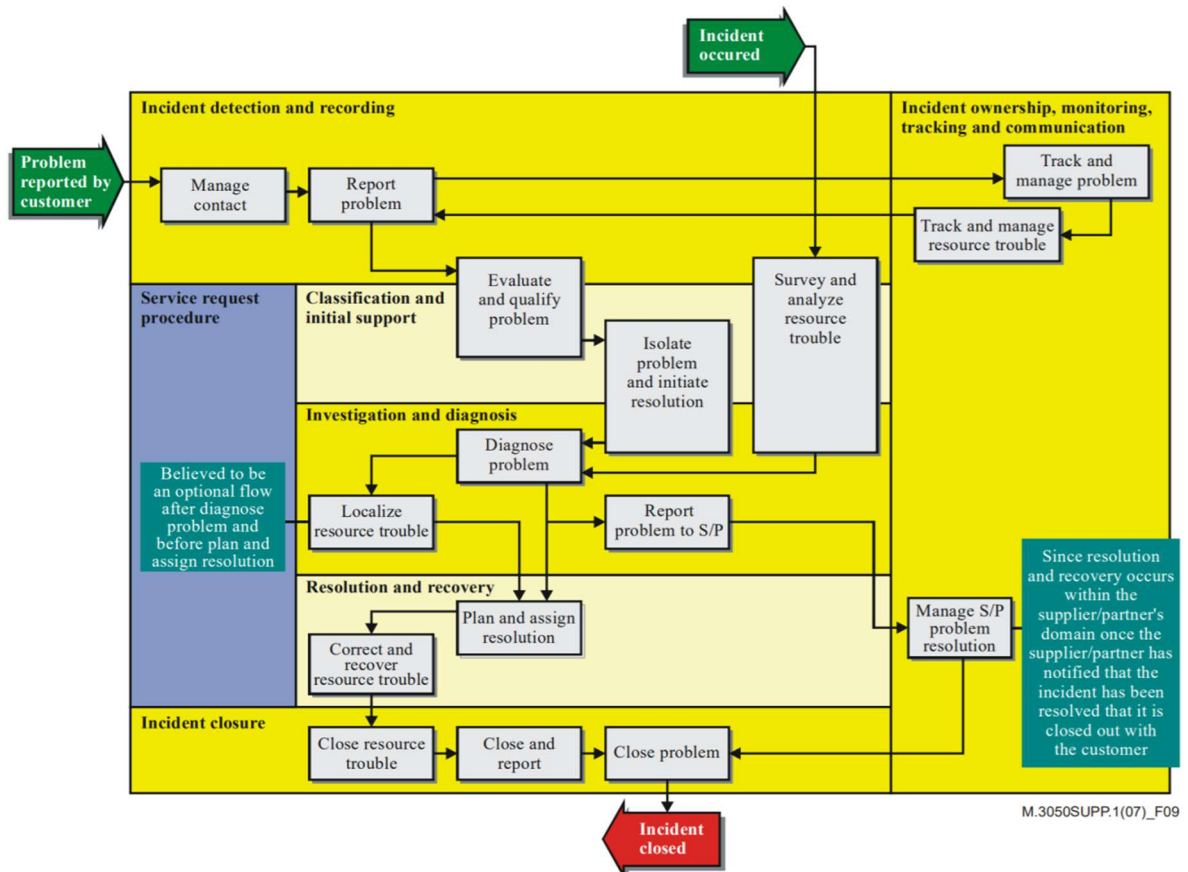 Incident
occured
Incident detection and recording
Incident ownership, monitoring,
tracking and communication
Problem
reported by
customer
Manage
contact
Report
problem
Track and
manage problem
Track and manage
resource trouble
Evaluate
and qualify
problem
Survey and
analyze
resource
trouble
Service request
procedure
Classification and
initial support
Isolate
problem
and initiate
resolution
Investigation and diagnosis
Diagnose
problem
Believed to be
an optional flow
after diagnose
problem and
before plan and
assign resolution
Localize
resource trouble
Report
problem to S/P
Since resolution
and recovery occurs
within the
supplier/partner's
domain once the
supplier/partner has
notified that the
incident has been
resolved that it is
closed out with
the customer
Resolution and recovery
Plan and assign
resolution
Manage S/P
problem
resolution
Correct and
recover
resource trouble
Incident closure
Close resource
trouble
Close and
report
Close problem
M.3050SUPP.1(07)_F09
Incident
closed